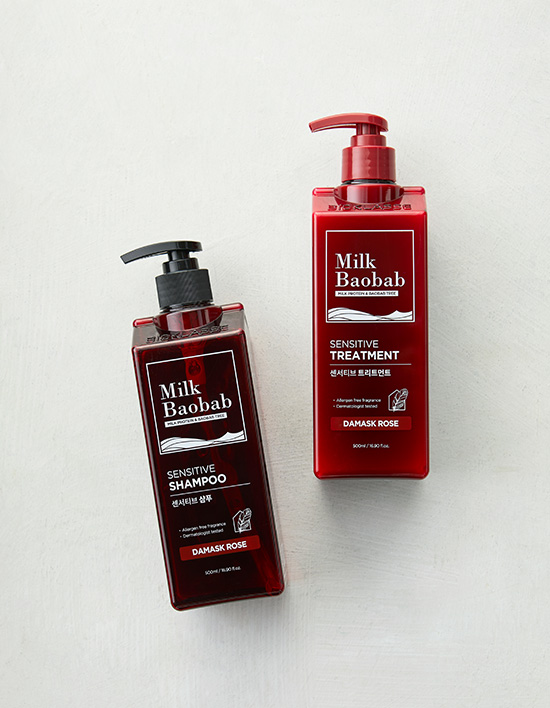 Milk
Baobab
MILK PROTEIN & BAOBAB TREE
SENSITIVE
TREATMENT
센서티브 트리트먼트
• Allergen free fragrance
• Dermatologist tested
DAMASK ROSE
500ml / 16.90 fl.oz.
Milk
Baobab
MILK PROTEIN & BAOBAB TREE
SENSITIVE
SHAMPOO
센서티브 샴푸
• Allergen free fragrance
• Dermatologist tested
DAMASK ROSE
500ml / 16.90 fl.oz.